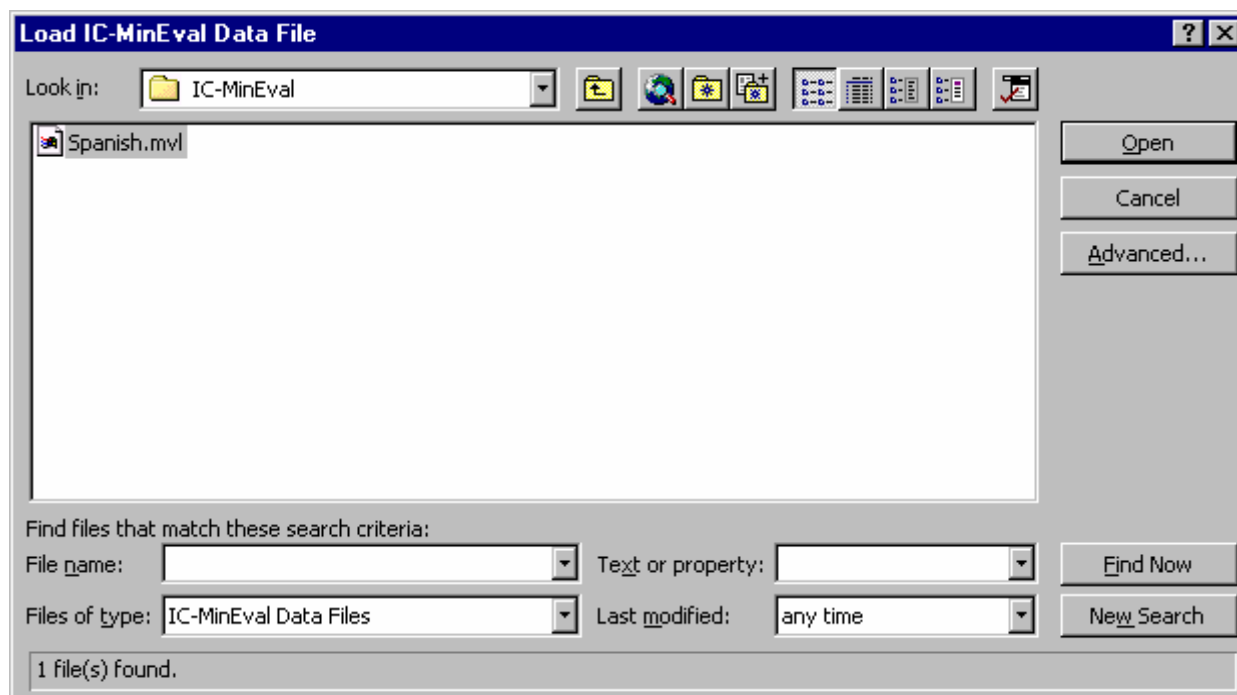 Load IC-MinEval Data File
Look in: IC-MinEval
Spanish.mvl
Open
Cancel
Advanced...
Find files that match these search criteria:
File name: Text or property: Find Now
Files of type: IC-MinEval Data Files Last modified: any time New Search
1 file(s) found.